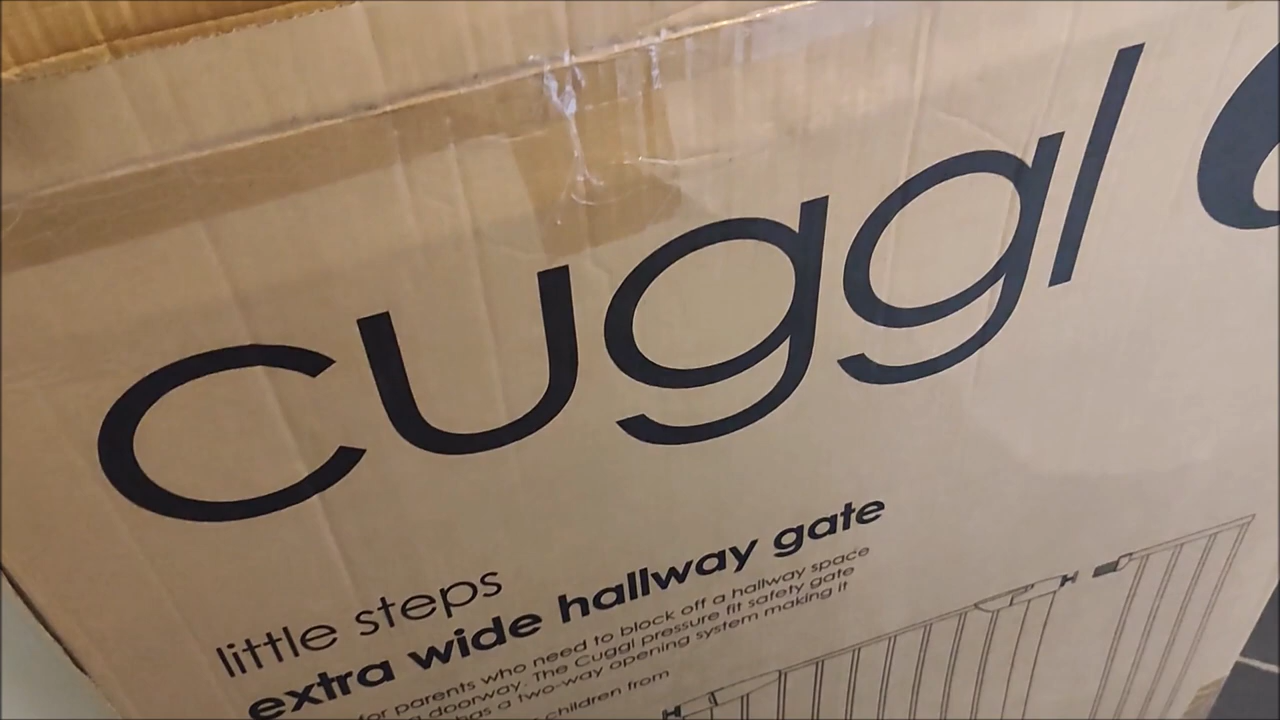 cuggl
little steps
extra wide hallway gate
for parents who need to block off a hallway space
doorway. The Cuggl pressure fit safety gate
has a two-way opening system making it
children from